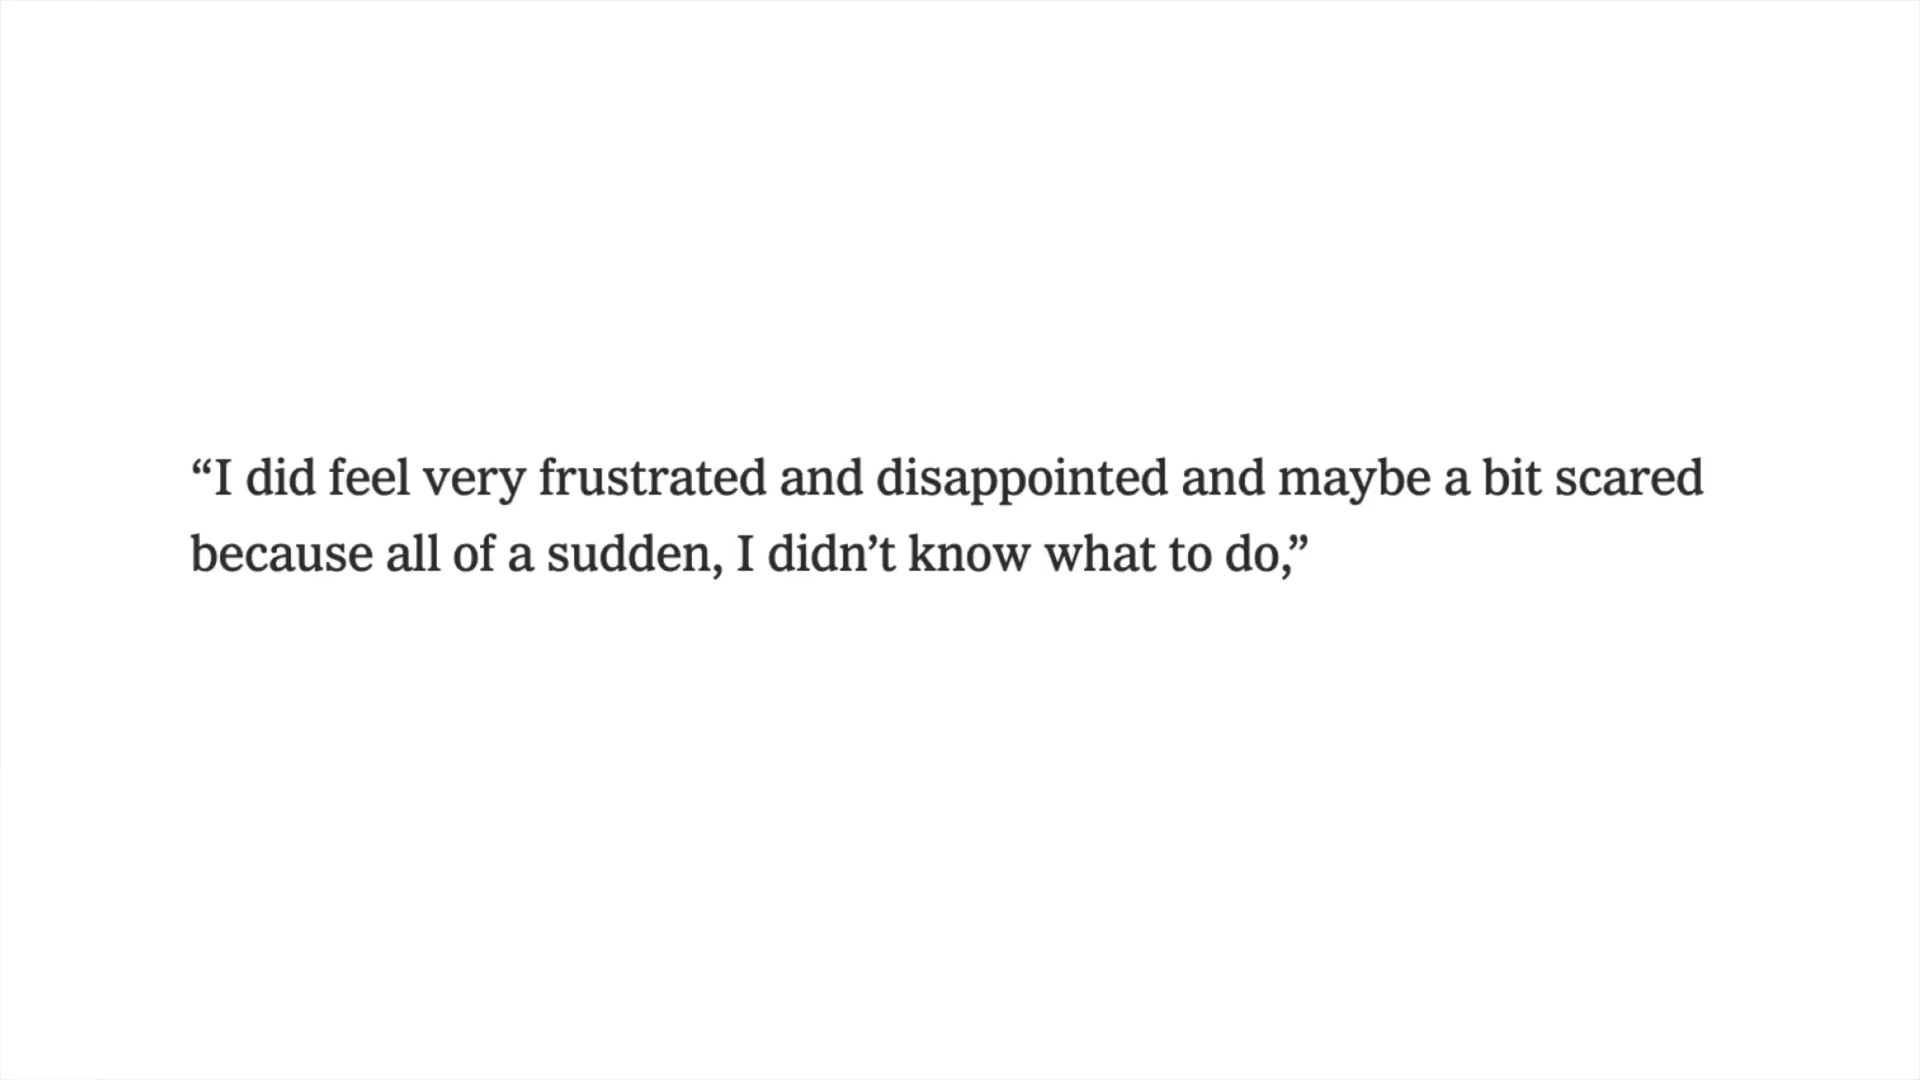 “I did feel very frustrated and disappointed and maybe a bit scared
because all of a sudden, I didn’t know what to do,”